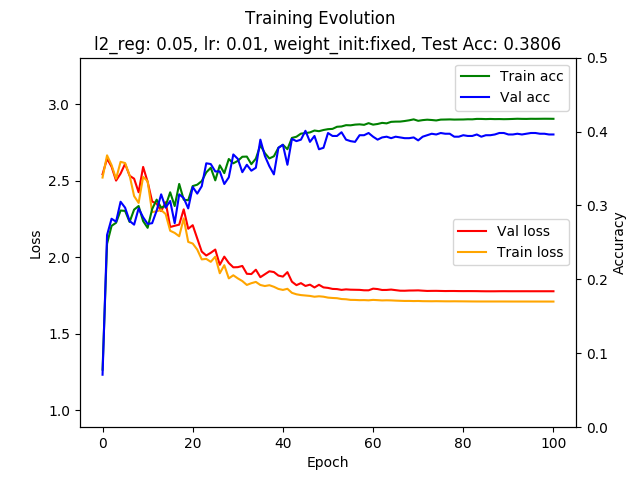 Training Evolution
l2_reg: 0.05, lr: 0.01, weight_init:fixed, Test Acc: 0.3806
Train acc
Val acc
Val loss
Train loss
Loss
3.0
2.5
2.0
1.5
1.0
0.5
0.4
0.3
0.2
0.1
0.0
Accuracy
0
20
40
60
80
100
Epoch